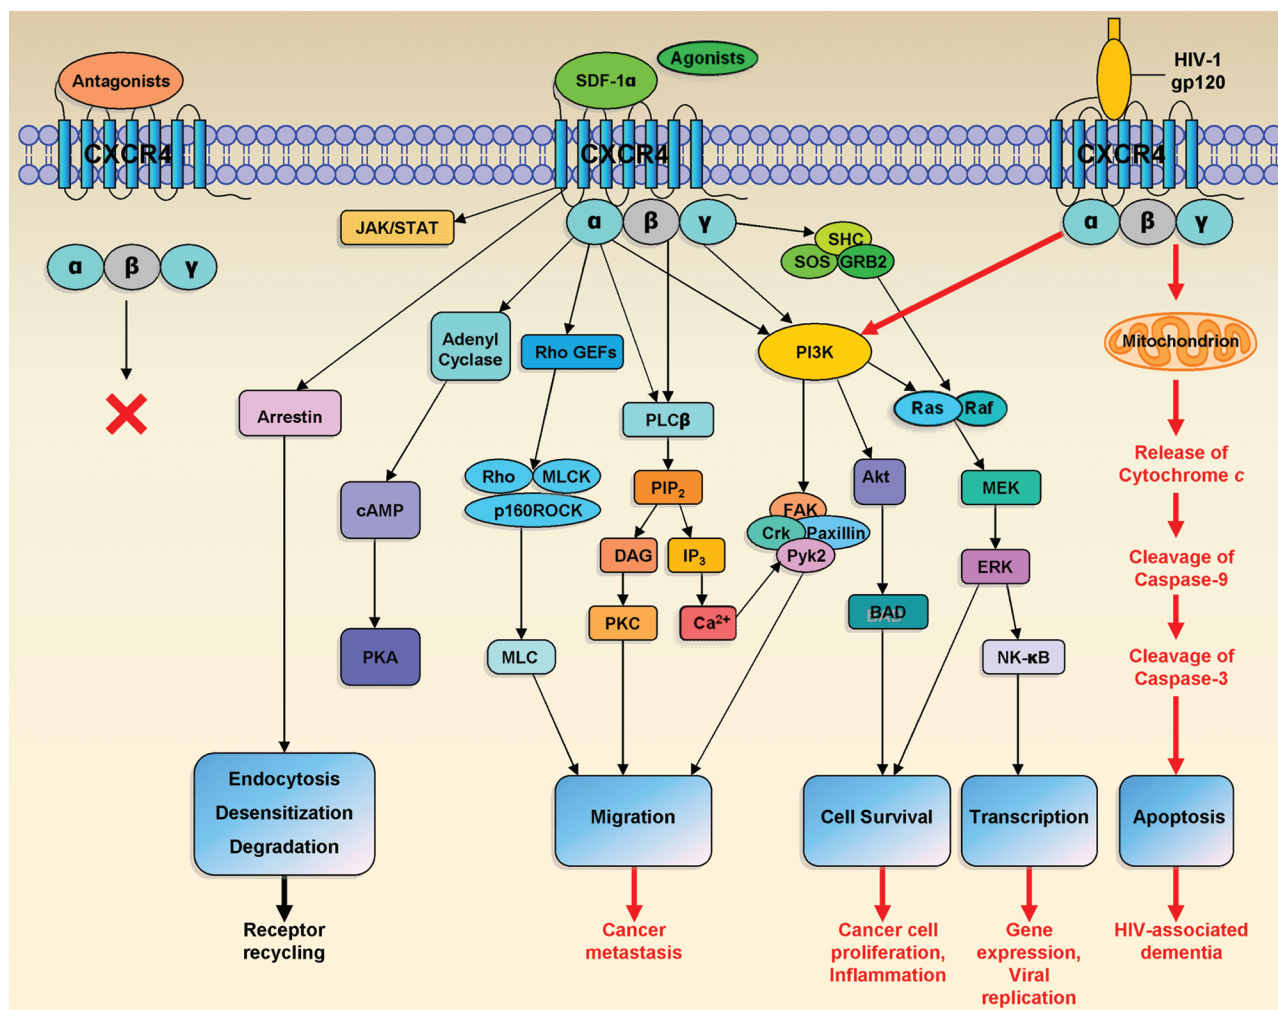 Antagonists
SDF-1α
Agonists
HIV-1
gp120
CXCR4
CXCR4
CXCR4
α
β
γ
α
β
γ
α
β
γ
JAK/STAT
SHC
SOS
GRB2
Adenyl
Cyclase
Rho GEFs
PI3K
Mitochondrion
Arrestin
PLCβ
Ras
Raf
Release of
Cytochrome c
Rho
MLCK
p160ROCK
PIP2
Akt
MEK
cAMP
FAK
Crk
Paxillin
Pyk2
DAG
IP3
ERK
Cleavage of
Caspase-9
PKC
Ca2+
BAD
PKA
MLC
NK-κB
Cleavage of
Caspase-3
Endocytosis
Desensitization
Degradation
Migration
Cell Survival
Transcription
Apoptosis
Receptor
recycling
Cancer
metastasis
Cancer cell
proliferation,
Inflammation
Gene
expression,
Viral
replication
HIV-associated
dementia